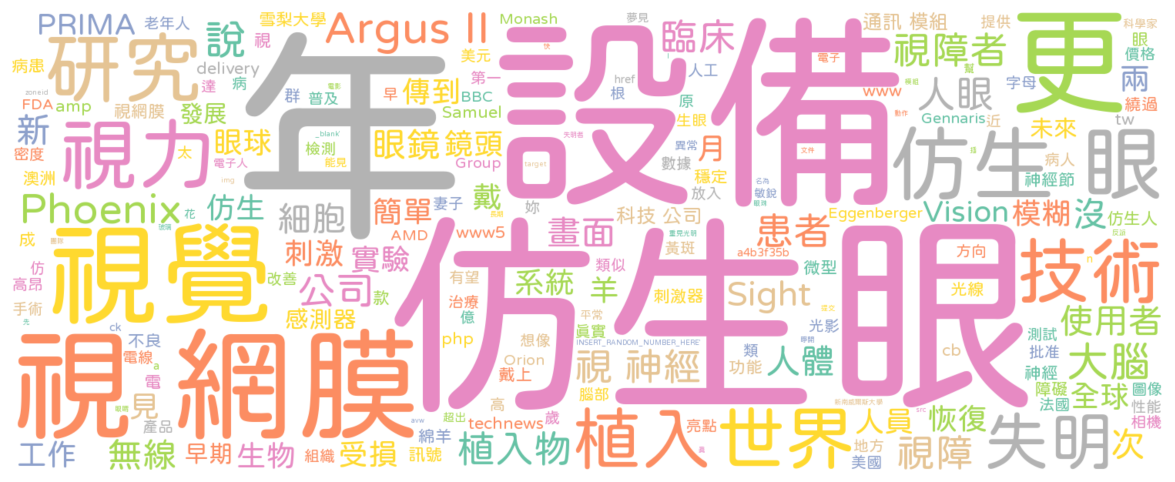 PRIMA
老年人
雪梨大學
Argus II
Monash
夢見
臨床
通訊 模組
提供
更
科學家
研究
說
視
年
設備
美元
視障者
眼
價格
病患
delivery
病
第一
人工
電子
人眼
字母
兩
FDA
amp
達
群
普及
早
傳到
BBC
href
根
原
www
繞過
視網膜
Samuel
生眼
Gennaris
近
tw
新
發展
_blank'
眼鏡 鏡頭
異常
仿生 眼
未來
密度
視力
太
眼球
檢測
Group
月
數據
病人
澳洲
電子人
能見
target
穩定
文件
神經節
img
戴
妳
放入
名為
敏銳
Phoenix
花
仿生
細胞
妻子
簡單
科技 公司
Eggenberger
Vision
模糊
沒
仿生人
成
AMD
www5
畫面
黃斑
患者
視覺
刺激
實驗
a4b3f35b
方向
仿
改善
款
類似
微型
技術
高昂
公司
系統
羊
有望
仿生眼
手術
感測器
治療
億
刺激器
Sight
光線
使用者
平常
真實
ck
不良
php
想像
INSERT_RANDOM_NUMBER_HERE
光影
測試
視網膜
電線
Orion
視 神經
類
人體
cb
批准
大腦
a
戴上
功能
神經
電
腦部
障礙
全球
圖像
見
高
法國
性能
產品
超出
歲
src
恢復
相機
technews
植入
亮點
世界
人員
失明
次
工作
無線
早期
生物
組織
受損
綿羊
訊號
植入物
地方
美國
視障